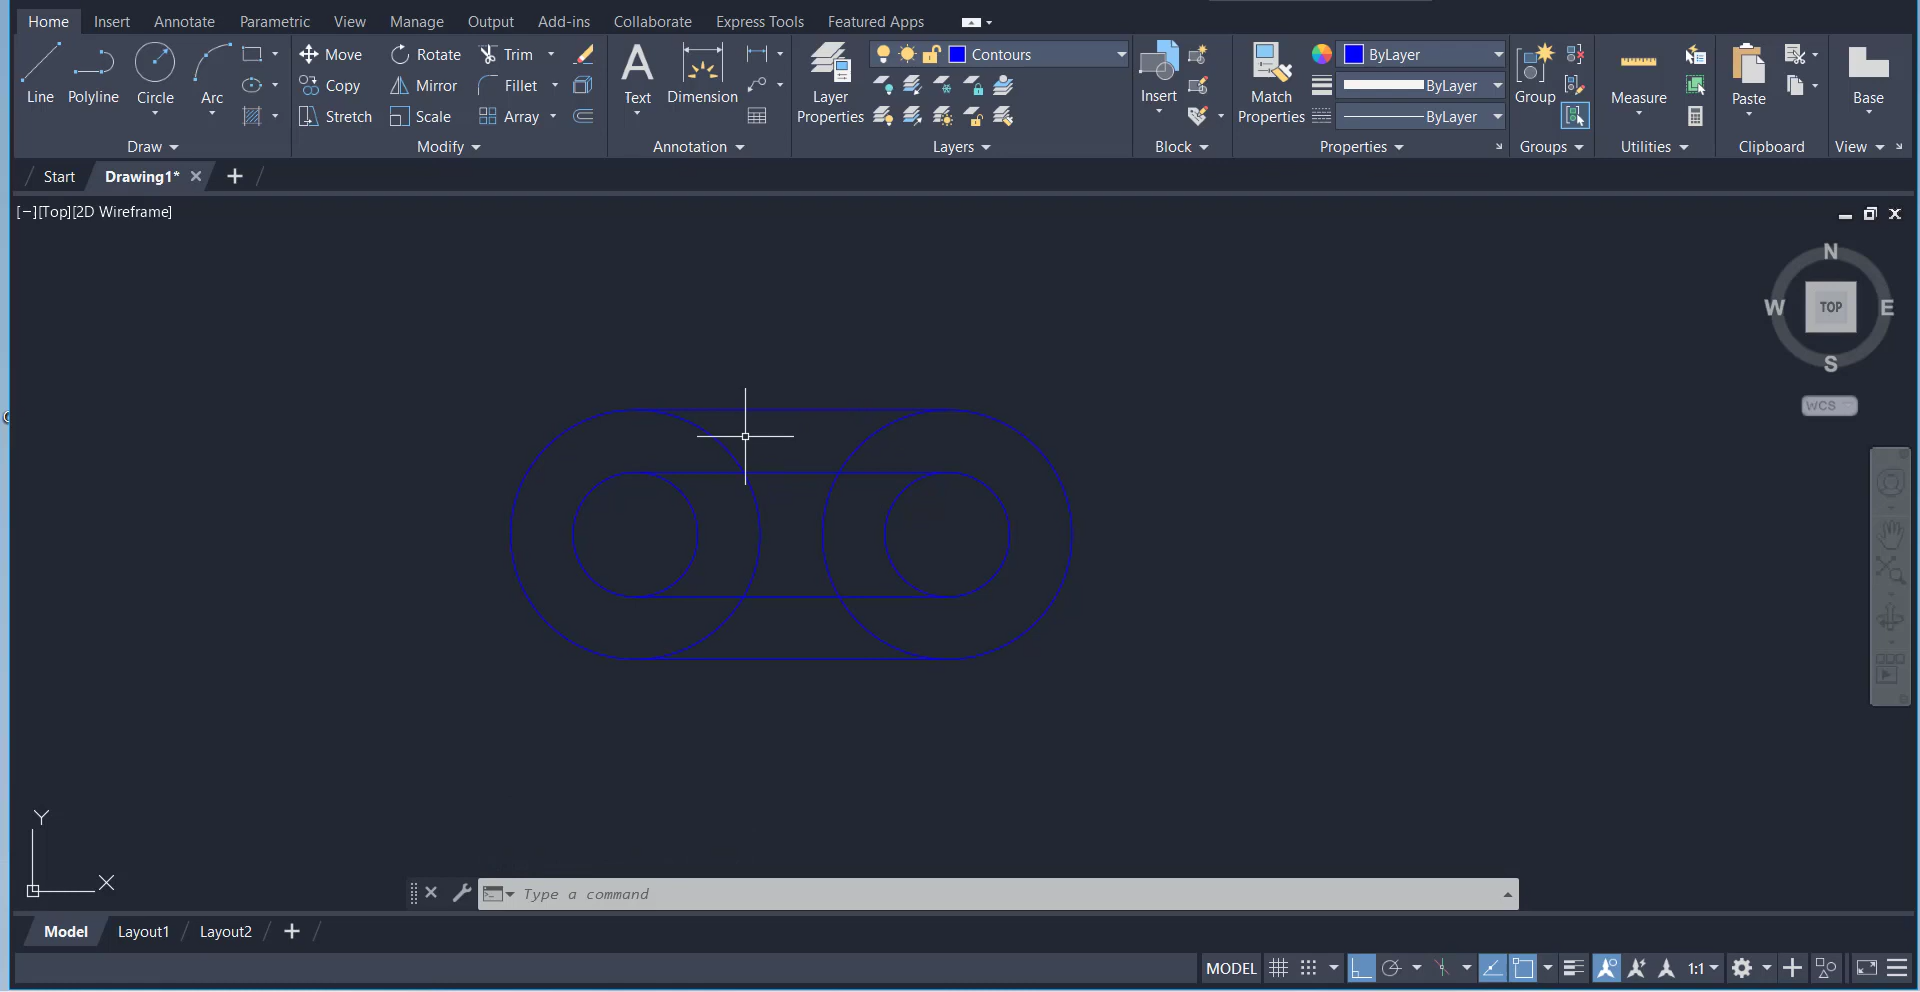 Home Insert Annotate Parametric View Manage Output Add-ins Collaborate Express Tools Featured Apps
Line Polyline Circle Arc
Move Rotate Trim
Copy Mirror Fillet
Stretch Scale Array
Text Dimension
Layer Properties
Contours
Insert
Match Properties
ByLayer
ByLayer
ByLayer
Group
Measure
Paste
Base
Draw Modify Annotation Layers Block Properties Groups Utilities Clipboard View
Start Drawing1*
[−][Top][2D Wireframe]
N
W TOP E
S
WCS
Y
X
Type a command
Model Layout1 Layout2
MODEL 1:1